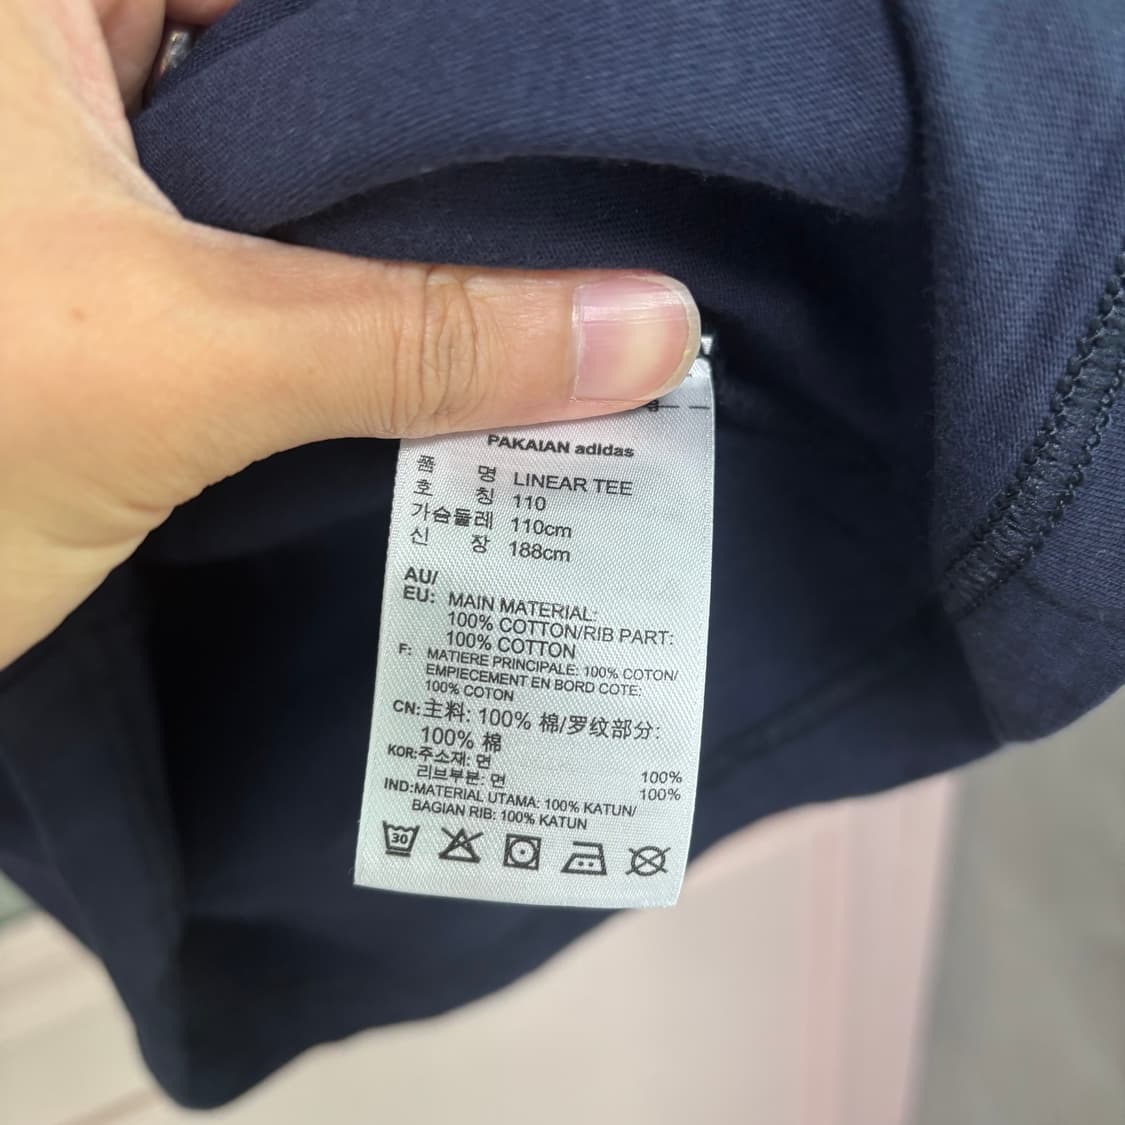 PAKAIAN adidas
품 명 LINEAR TEE
호 칭 110
가슴둘레 110cm
신 장 188cm
AU/
EU: MAIN MATERIAL:
100% COTTON/RIB PART:
100% COTTON
F: MATIERE PRINCIPALE: 100% COTON/
EMPIECEMENT EN BORD COTE:
100% COTON
CN:主料: 100% 棉/罗纹部分:
100% 棉
KOR:주소재: 면 100%
리브부분: 면 100%
IND:MATERIAL UTAMA: 100% KATUN/
BAGIAN RIB: 100% KATUN
30